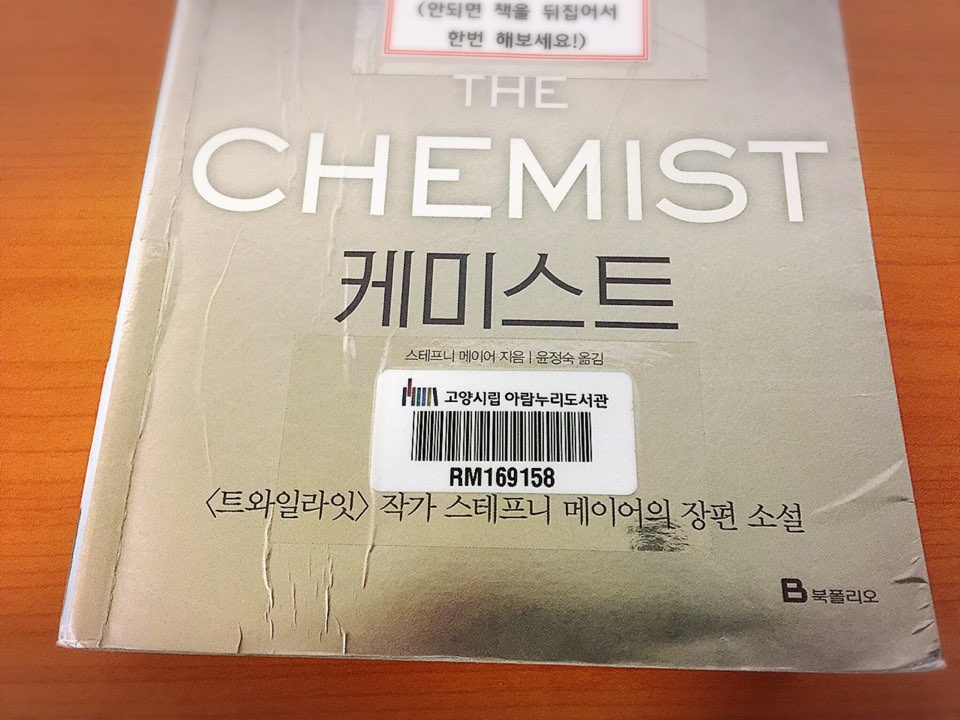 (안되면 책을 뒤집어서
한번 해보세요!)
THE
CHEMIST
케미스트
스테프니 메이어 지음 | 윤정숙 옮김
고양시립 아람누리도서관
RM169158
〈트와일라잇〉 작가 스테프니 메이어의 장편 소설
B 북폴리오